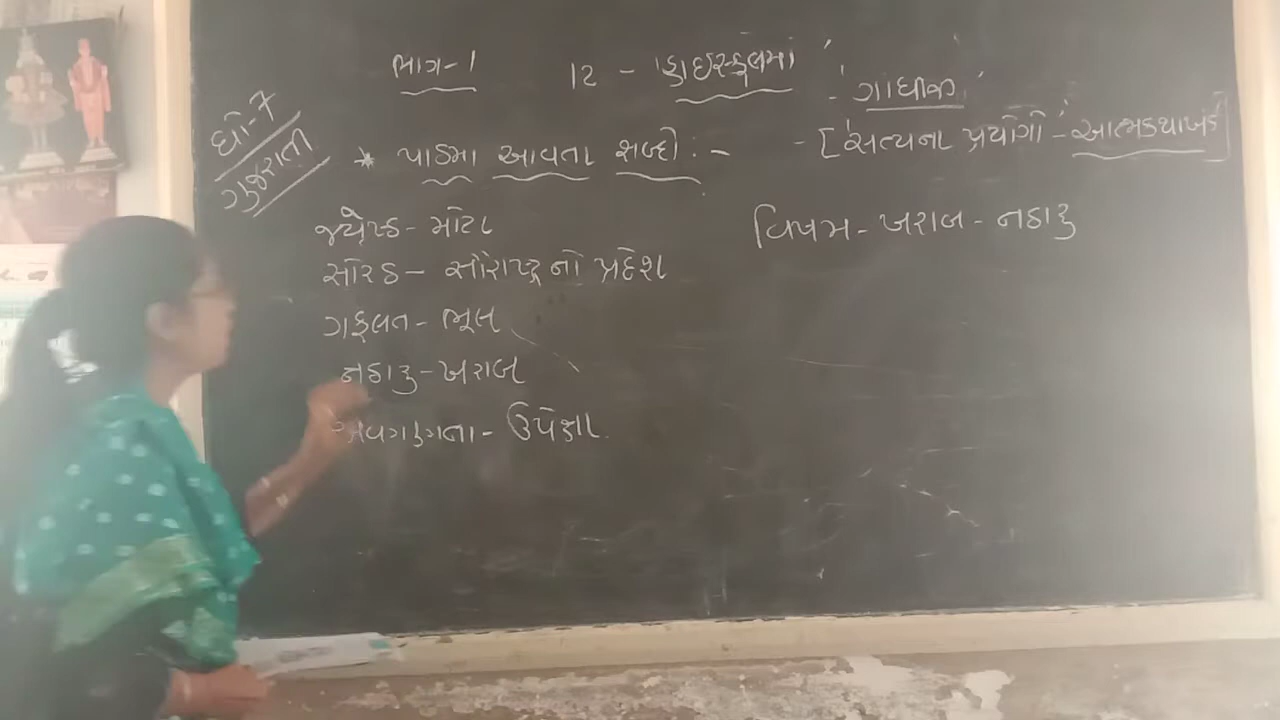 ભાગ-1
12 - 'હાઇસ્કૂલમાં'
- 'ગાંધીજી'
ધો-7
ગુજરાતી
* પાઠમાં આવતા શબ્દો :-
- [સત્યના પ્રયોગો - આત્મકથાખંડ]
જ્યેષ્ઠ - મોટા
સોરઠ - સૌરાષ્ટ્રનો પ્રદેશ
ગફલત - ભૂલ
નઠારુ - ખરાબ
અવગણના - ઉપેક્ષા
વિષમ - ખરાબ - નઠારુ